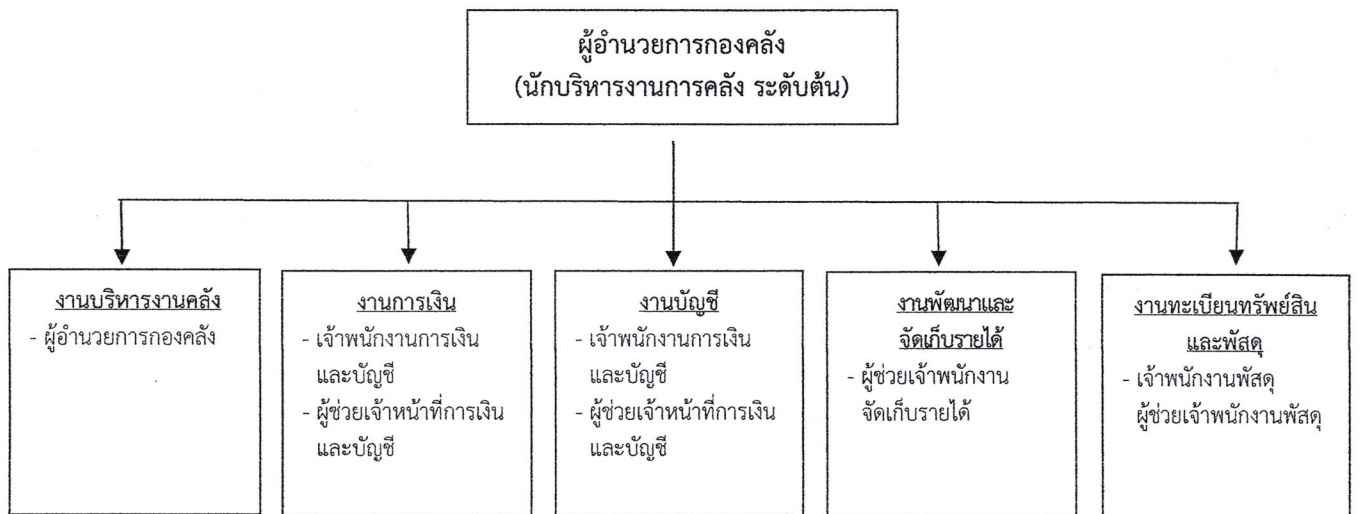 ผู้อำนวยการกองคลัง
(นักบริหารงานการคลัง ระดับต้น)
งานบริหารงานคลัง
- ผู้อำนวยการกองคลัง
งานการเงิน
- เจ้าพนักงานการเงิน
และบัญชี
- ผู้ช่วยเจ้าหน้าที่การเงิน
และบัญชี
งานบัญชี
- เจ้าพนักงานการเงิน
และบัญชี
- ผู้ช่วยเจ้าหน้าที่การเงิน
และบัญชี
งานพัฒนาและ
จัดเก็บรายได้
- ผู้ช่วยเจ้าพนักงาน
จัดเก็บรายได้
งานทะเบียนทรัพย์สิน
และพัสดุ
- เจ้าพนักงานพัสดุ
ผู้ช่วยเจ้าพนักงานพัสดุ